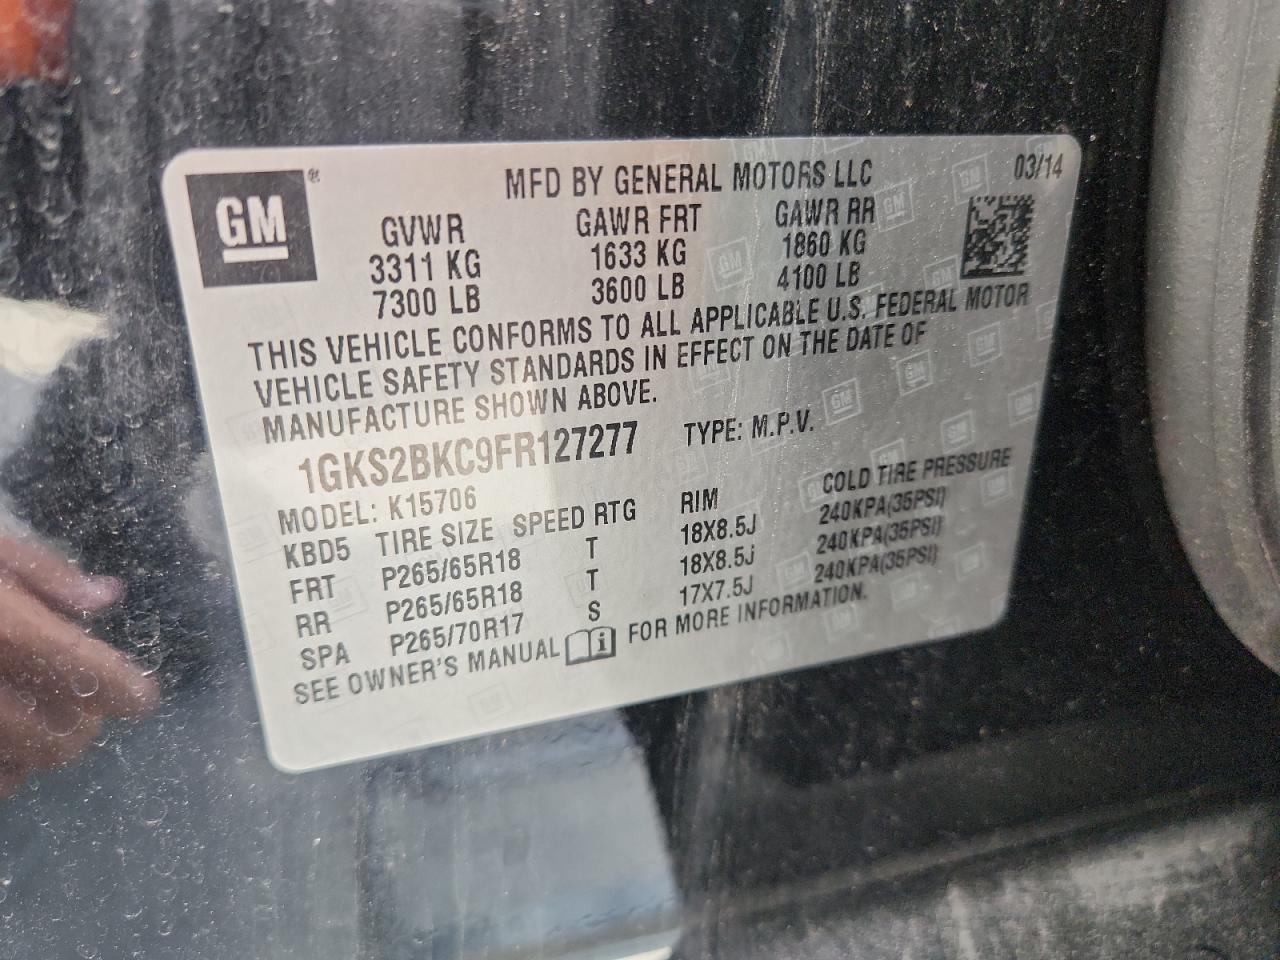 GM®
MFD BY GENERAL MOTORS LLC 03/14
GVWR GAWR FRT GAWR RR
3311 KG 1633 KG 1860 KG
7300 LB 3600 LB 4100 LB
THIS VEHICLE CONFORMS TO ALL APPLICABLE U.S. FEDERAL MOTOR
VEHICLE SAFETY STANDARDS IN EFFECT ON THE DATE OF
MANUFACTURE SHOWN ABOVE.
1GKS2BKC9FR127277 TYPE: M.P.V.
MODEL: K15706
KBD5 TIRE SIZE SPEED RTG RIM COLD TIRE PRESSURE
FRT P265/65R18 T 18X8.5J 240KPA(35PSI)
RR P265/65R18 T 18X8.5J 240KPA(35PSI)
SPA P265/70R17 S 17X7.5J 240KPA(35PSI)
SEE OWNER'S MANUAL i FOR MORE INFORMATION.